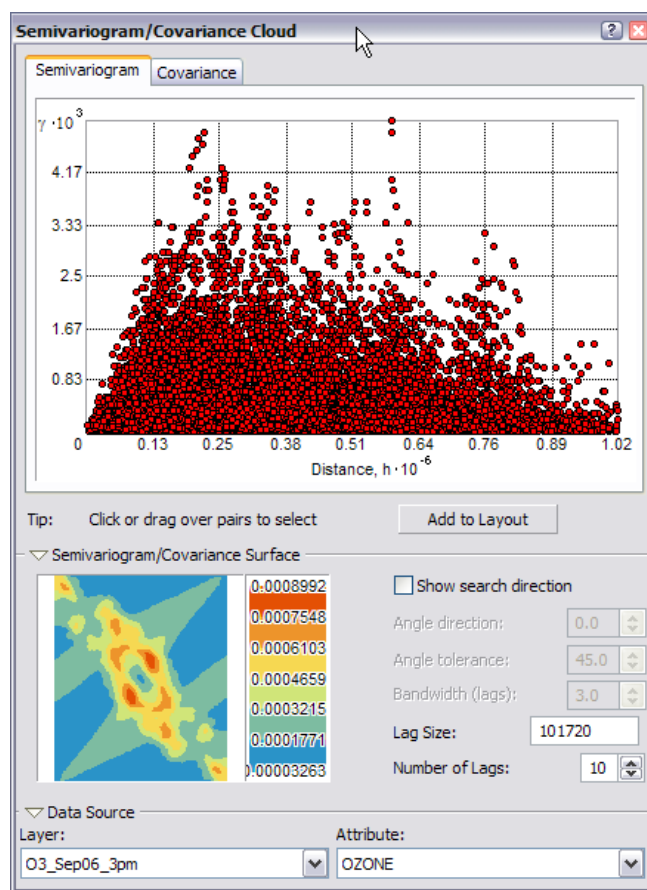 Semivariogram/Covariance Cloud
Semivariogram Covariance
γ·10³
4.17
3.33
2.5
1.67
0.83
0 0.13 0.25 0.38 0.51 0.64 0.76 0.89 1.02
Distance, h·10⁻⁶
Tip: Click or drag over pairs to select Add to Layout
Semivariogram/Covariance Surface
0.0008992
0.0007548
0.0006103
0.0004659
0.0003215
0.0001771
0.00003263
Show search direction
Angle direction: 0.0
Angle tolerance: 45.0
Bandwidth (lags): 3.0
Lag Size: 101720
Number of Lags: 10
Data Source
Layer: Attribute:
O3_Sep06_3pm OZONE